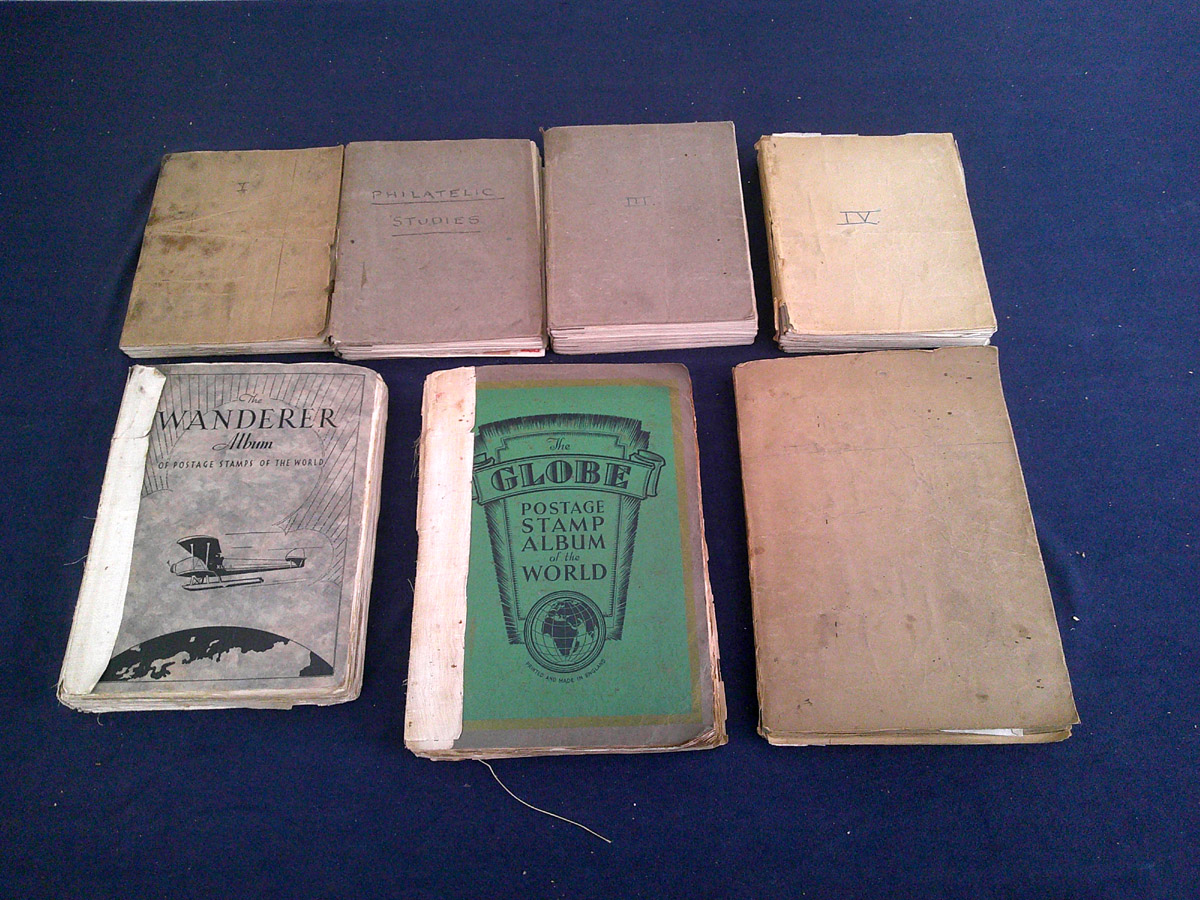 I
PHILATELIC
STUDIES
III.
IV.
The
WANDERER
Album
OF POSTAGE STAMPS OF THE WORLD
The
GLOBE
POSTAGE
STAMP
ALBUM
of the
WORLD
PRINTED AND MADE IN ENGLAND